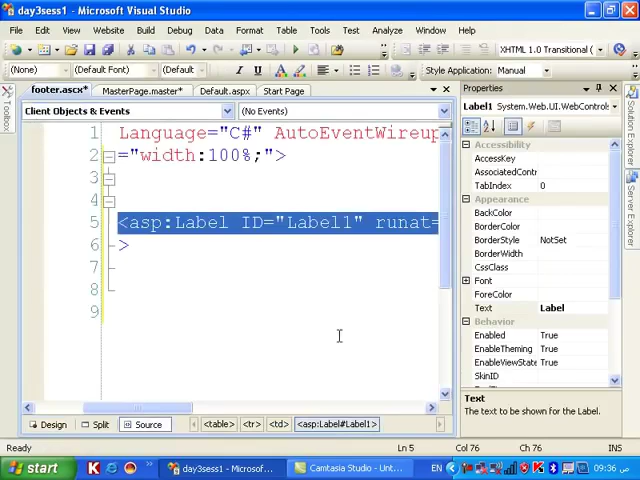 day3sess1 - Microsoft Visual Studio
File Edit View Website Build Debug Format Table Tools Test Analyze Window
XHTML 1.0 Transitional (
(None) (Default Font) (Default Style Application: Manual
footer.ascx* MasterPage.master* Default.aspx Start Page
Client Objects & Events (No Events)
1 Language="C#" AutoEventWireup
2 ="width:100%;">
3
4
5 <asp:Label ID="Label1" runat=
6 >
7
8
9
Design Split Source <table> <tr> <td> <asp:Label#Label1>
Toolbox
Properties
Label1 System.Web.UI.WebControls
Accessibility
AccessKey
AssociatedContr
TabIndex 0
Appearance
BackColor
BorderColor
BorderStyle NotSet
BorderWidth
CssClass
Font
ForeColor
Text Label
Behavior
Enabled True
EnableTheming True
EnableViewState True
SkinID
Text
The text to be shown for the Label.
Solution Explorer
Server Explorer
Ready Ln 5 Col 76 Ch 76 INS
start day3sess1 - Microsof... Camtasia Studio - Unt... EN 09:36 ص